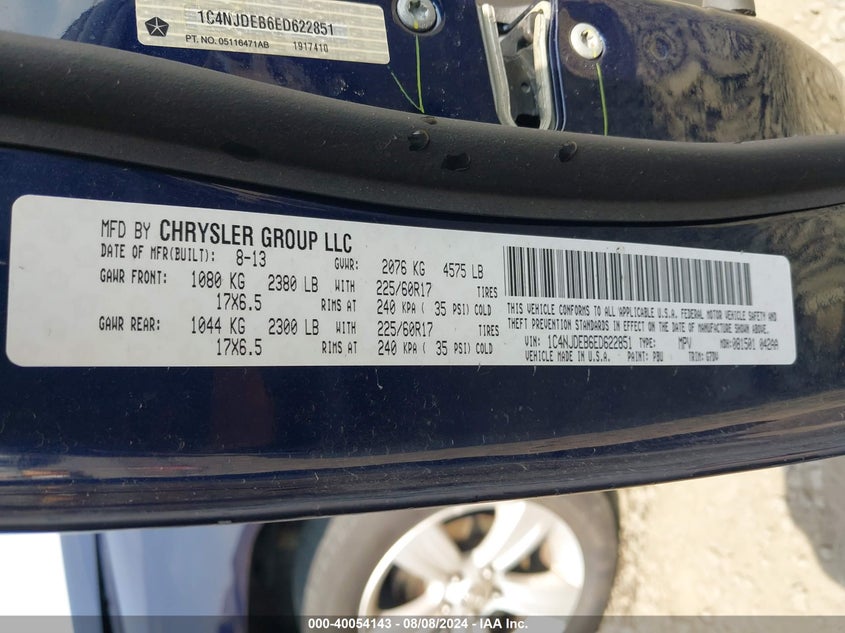 1C4NJDEB6ED622851
PT. NO. 05116471AB 1917410
MFD BY CHRYSLER GROUP LLC
DATE OF MFR(BUILT): 8-13 GVWR: 2076 KG 4575 LB
GAWR FRONT: 1080 KG 2380 LB WITH 225/60R17 TIRES
17X6.5 RIMS AT 240 KPA ( 35 PSI) COLD
GAWR REAR: 1044 KG 2300 LB WITH 225/60R17 TIRES
17X6.5 RIMS AT 240 KPA ( 35 PSI) COLD
THIS VEHICLE CONFORMS TO ALL APPLICABLE U.S.A. FEDERAL MOTOR VEHICLE SAFETY AND
THEFT PREVENTION STANDARDS IN EFFECT ON THE DATE OF MANUFACTURE SHOWN ABOVE.
VIN: 1C4NJDEB6ED622851 TYPE: MPV MDH: 081501 042AA
VEHICLE MADE IN U.S.A. PAINT: PBU TRIM: G7DV
000-40054143 - 08/08/2024 - IAA Inc.